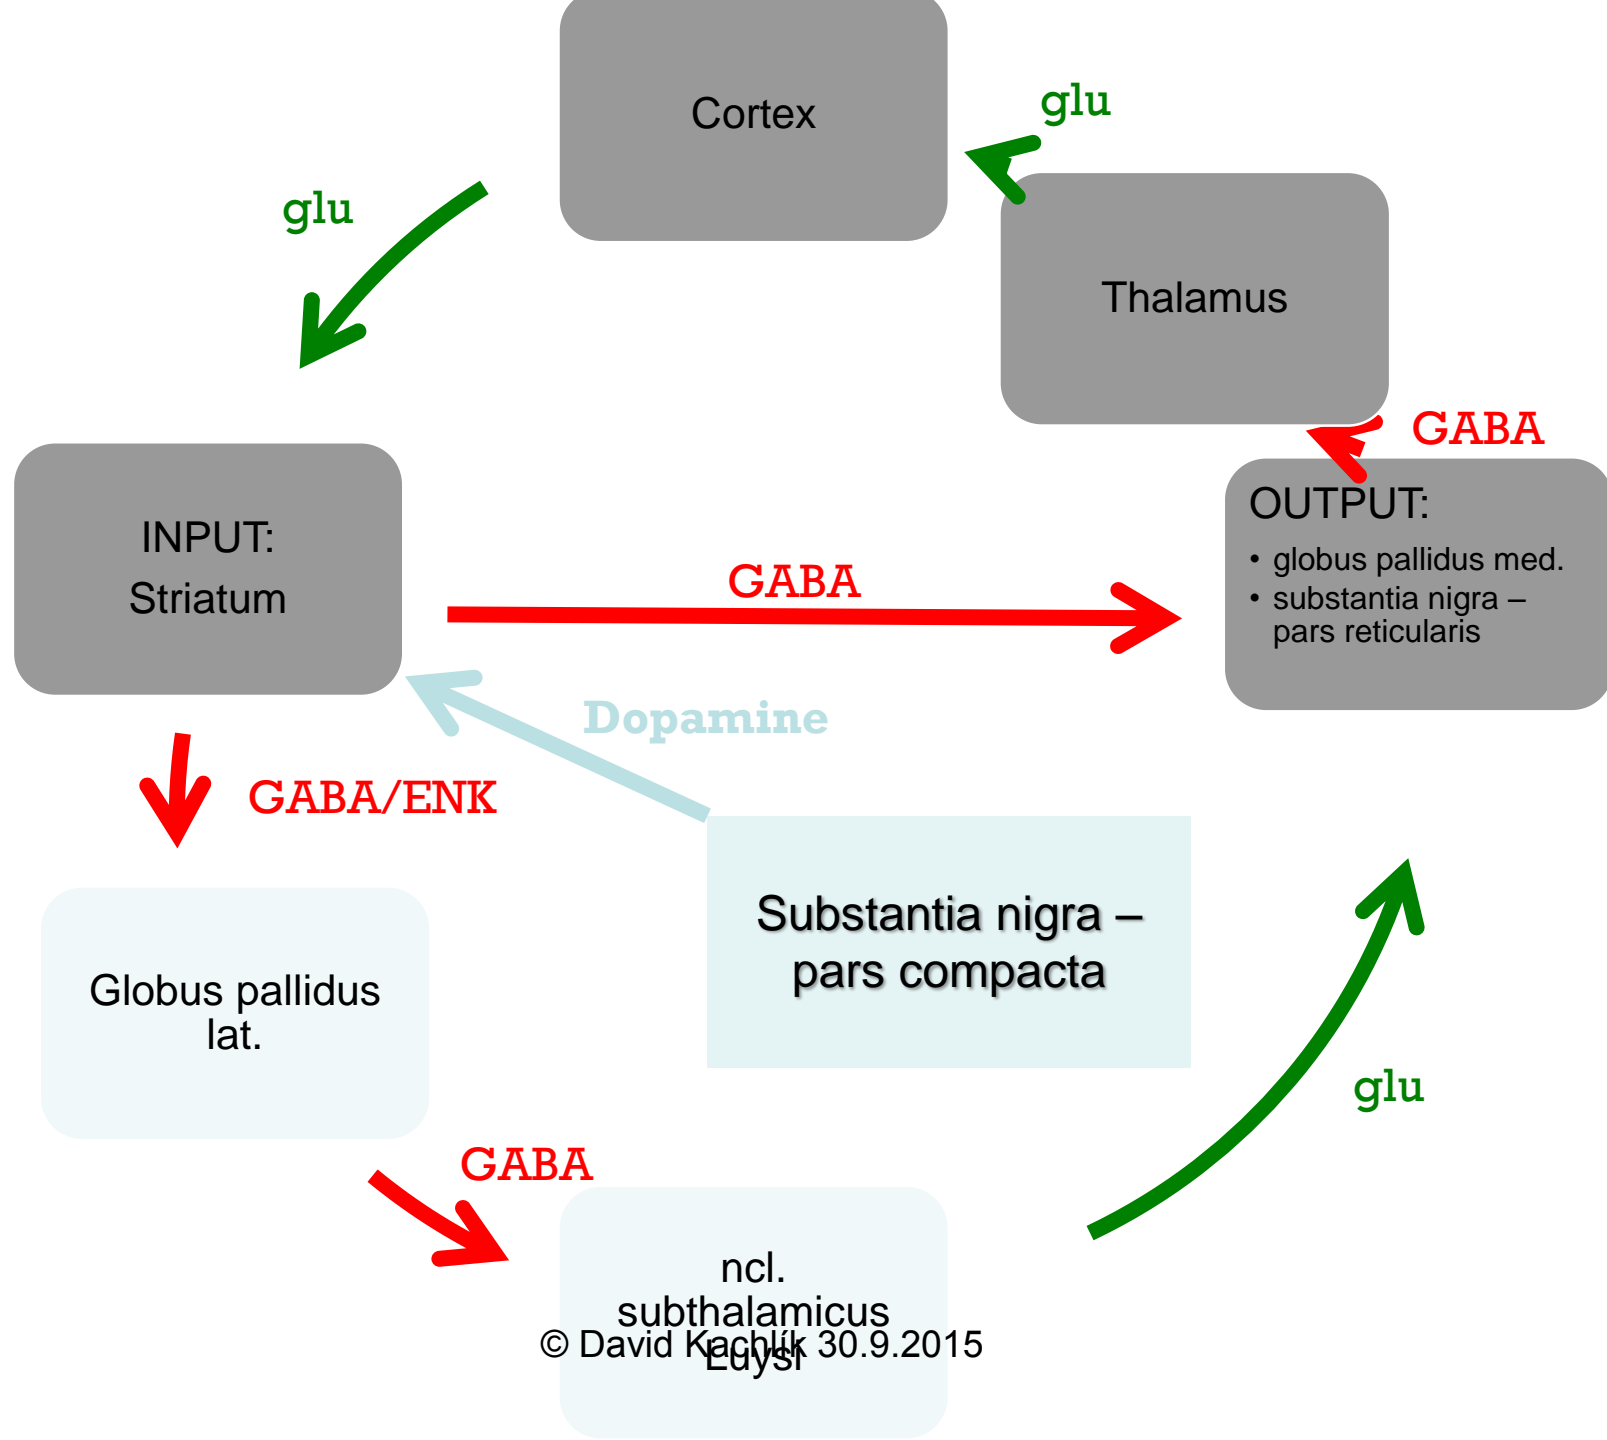 Cortex
glu
glu
Thalamus
GABA
INPUT:
Striatum
GABA
OUTPUT:
• globus pallidus med.
• substantia nigra –
pars reticularis
Dopamine
GABA/ENK
Substantia nigra –
pars compacta
Globus pallidus
lat.
glu
GABA
ncl.
subthalamicus
Luysi
© David Kachlík 30.9.2015